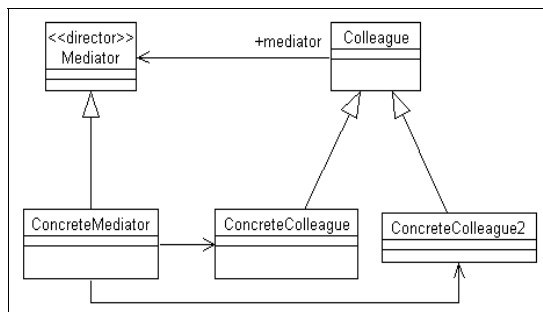 <<director>>
Mediator
+mediator
Colleague
ConcreteMediator
ConcreteColleague
ConcreteColleague2